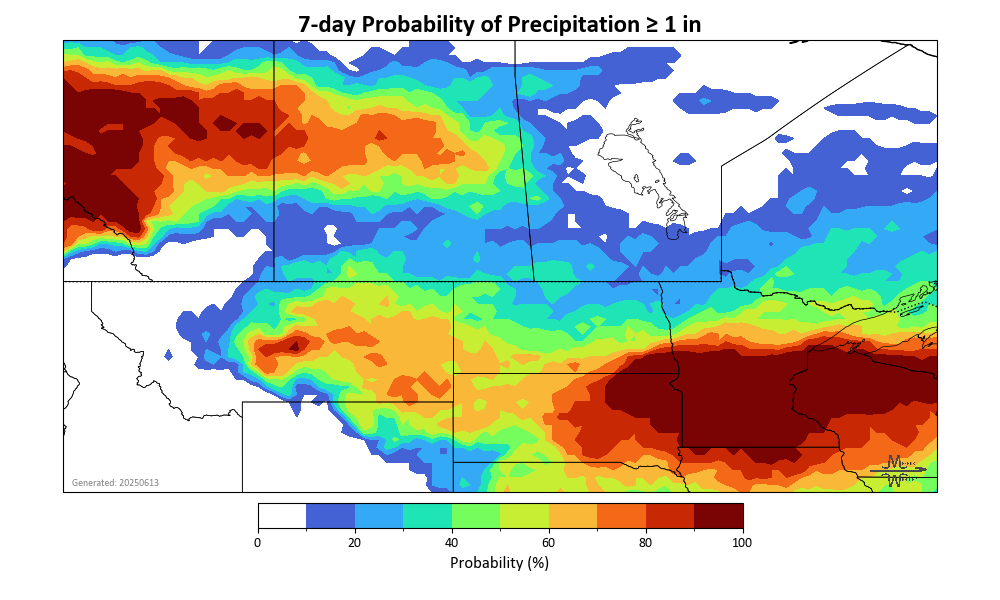 7-day Probability of Precipitation ≥ 1 in
Generated: 20250613
0 20 40 60 80 100
Probability (%)